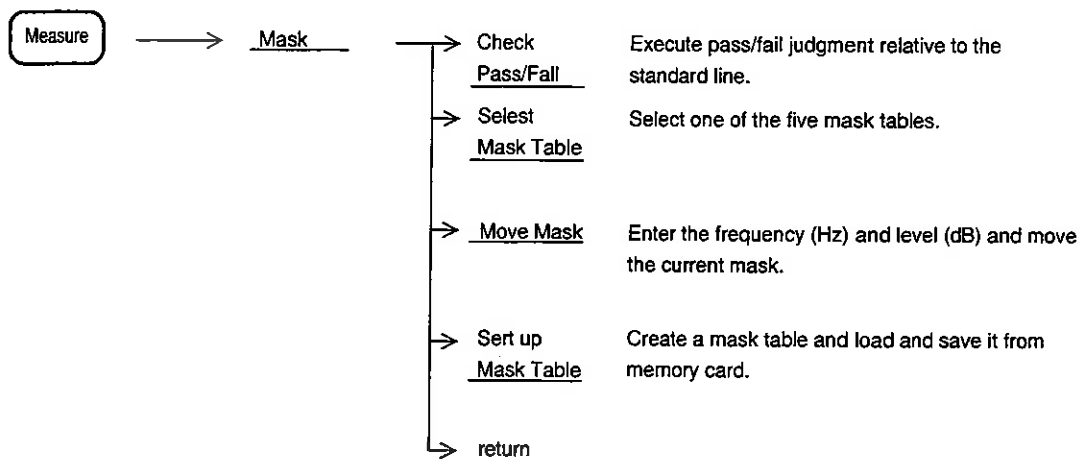 Measure
Mask
Check
Pass/Fall
Execute pass/fail judgment relative to the
standard line.
Selest
Mask Table
Select one of the five mask tables.
Move Mask
Enter the frequency (Hz) and level (dB) and move
the current mask.
Sert up
Mask Table
Create a mask table and load and save it from
memory card.
return